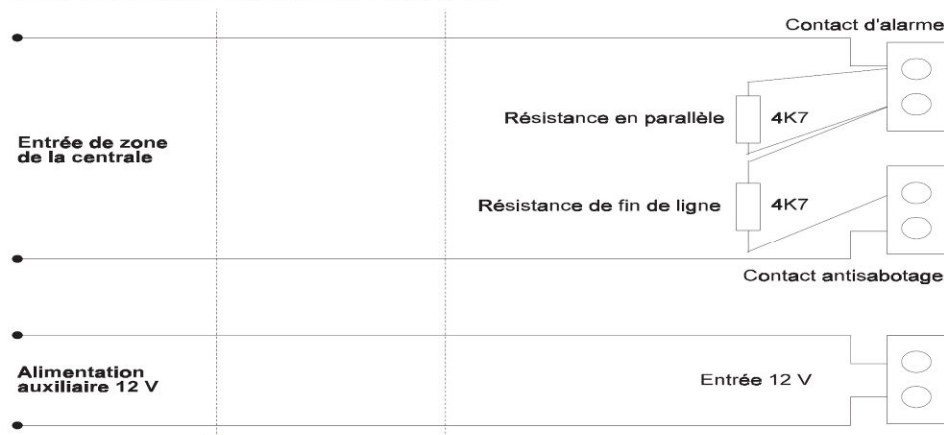 Contact d'alarme
Résistance en parallèle 4K7
Entrée de zone
de la centrale
Résistance de fin de ligne 4K7
Contact antisabotage
Alimentation
auxiliaire 12 V
Entrée 12 V